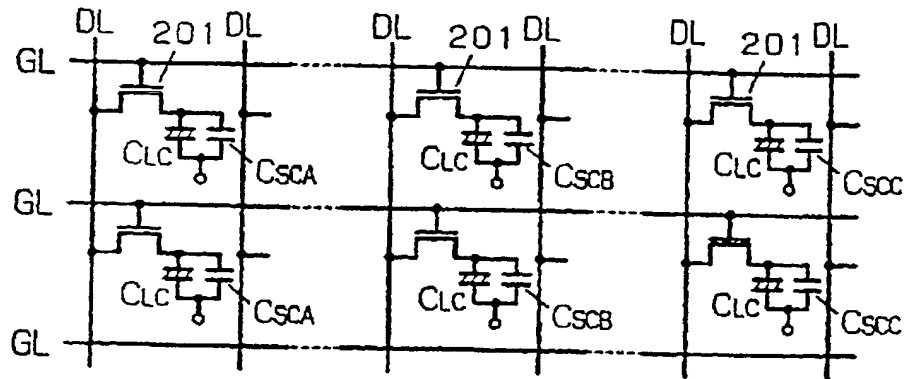 DL 201 DL DL 201 DL DL 201 DL
GL
CLC CSCA CLC CSCB CLC CSCC
GL
CLC CSCA CLC CSCB CLC CSCC
GL